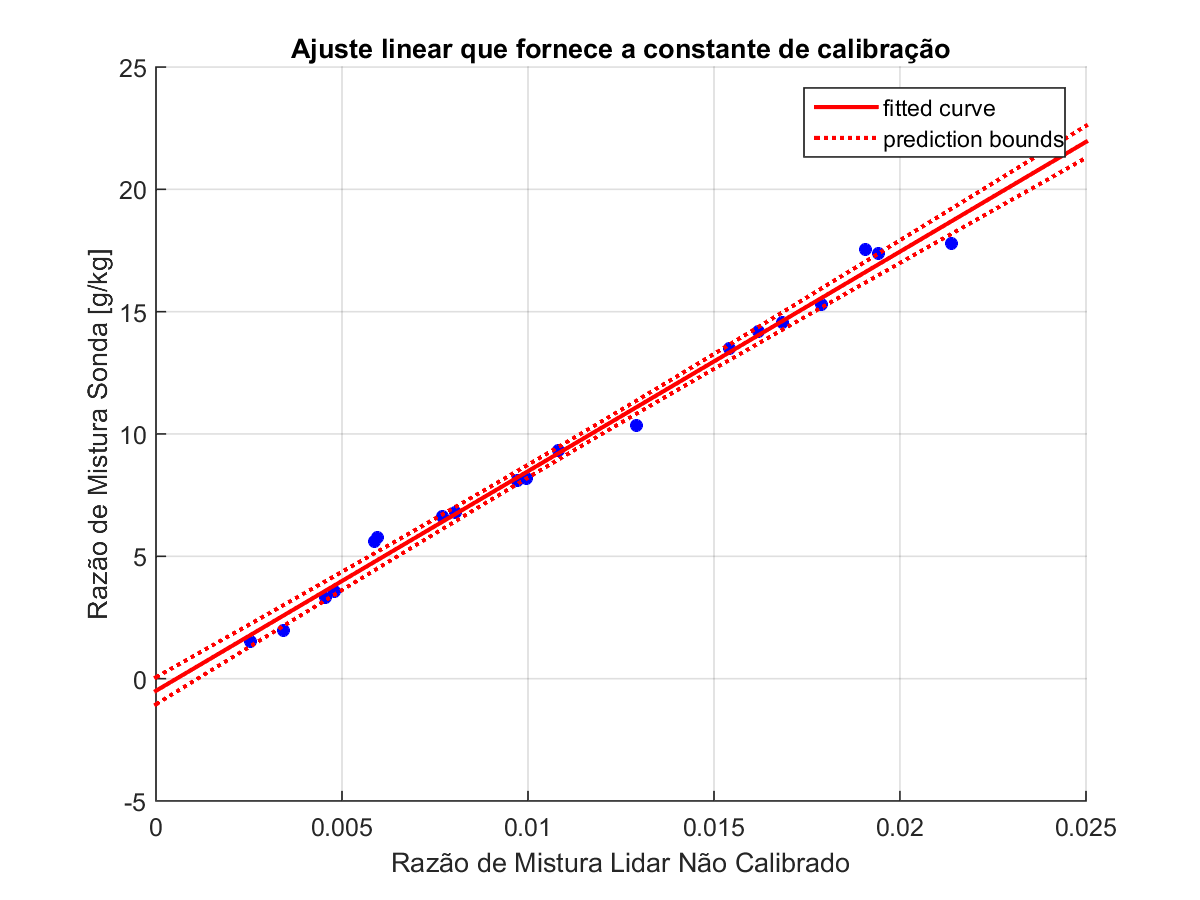 Ajuste linear que fornece a constante de calibração
fitted curve
prediction bounds
Razão de Mistura Sonda [g/kg]
25
20
15
10
5
0
-5
0 0.005 0.01 0.015 0.02 0.025
Razão de Mistura Lidar Não Calibrado